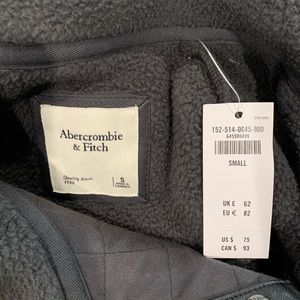 Abercrombie
& Fitch
Quality Since
1892
S
152-514-0645-900
SMALL
UK £ 62
EU € 82
US $ 75
CAN $ 93